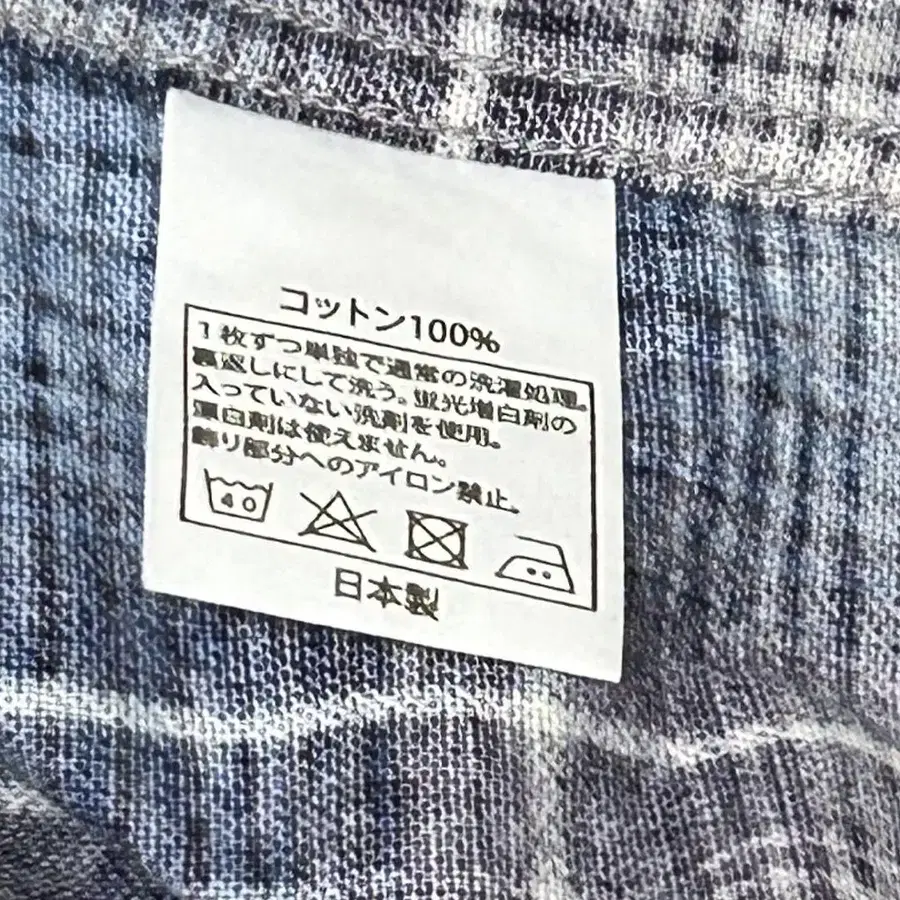 コットン100%
1枚ずつ単独で通常の洗濯処理。
裏返しにして洗う。蛍光増白剤の
入っていない洗剤を使用。
漂白剤は使えません。
飾り部分へのアイロン禁止。
40
日本製